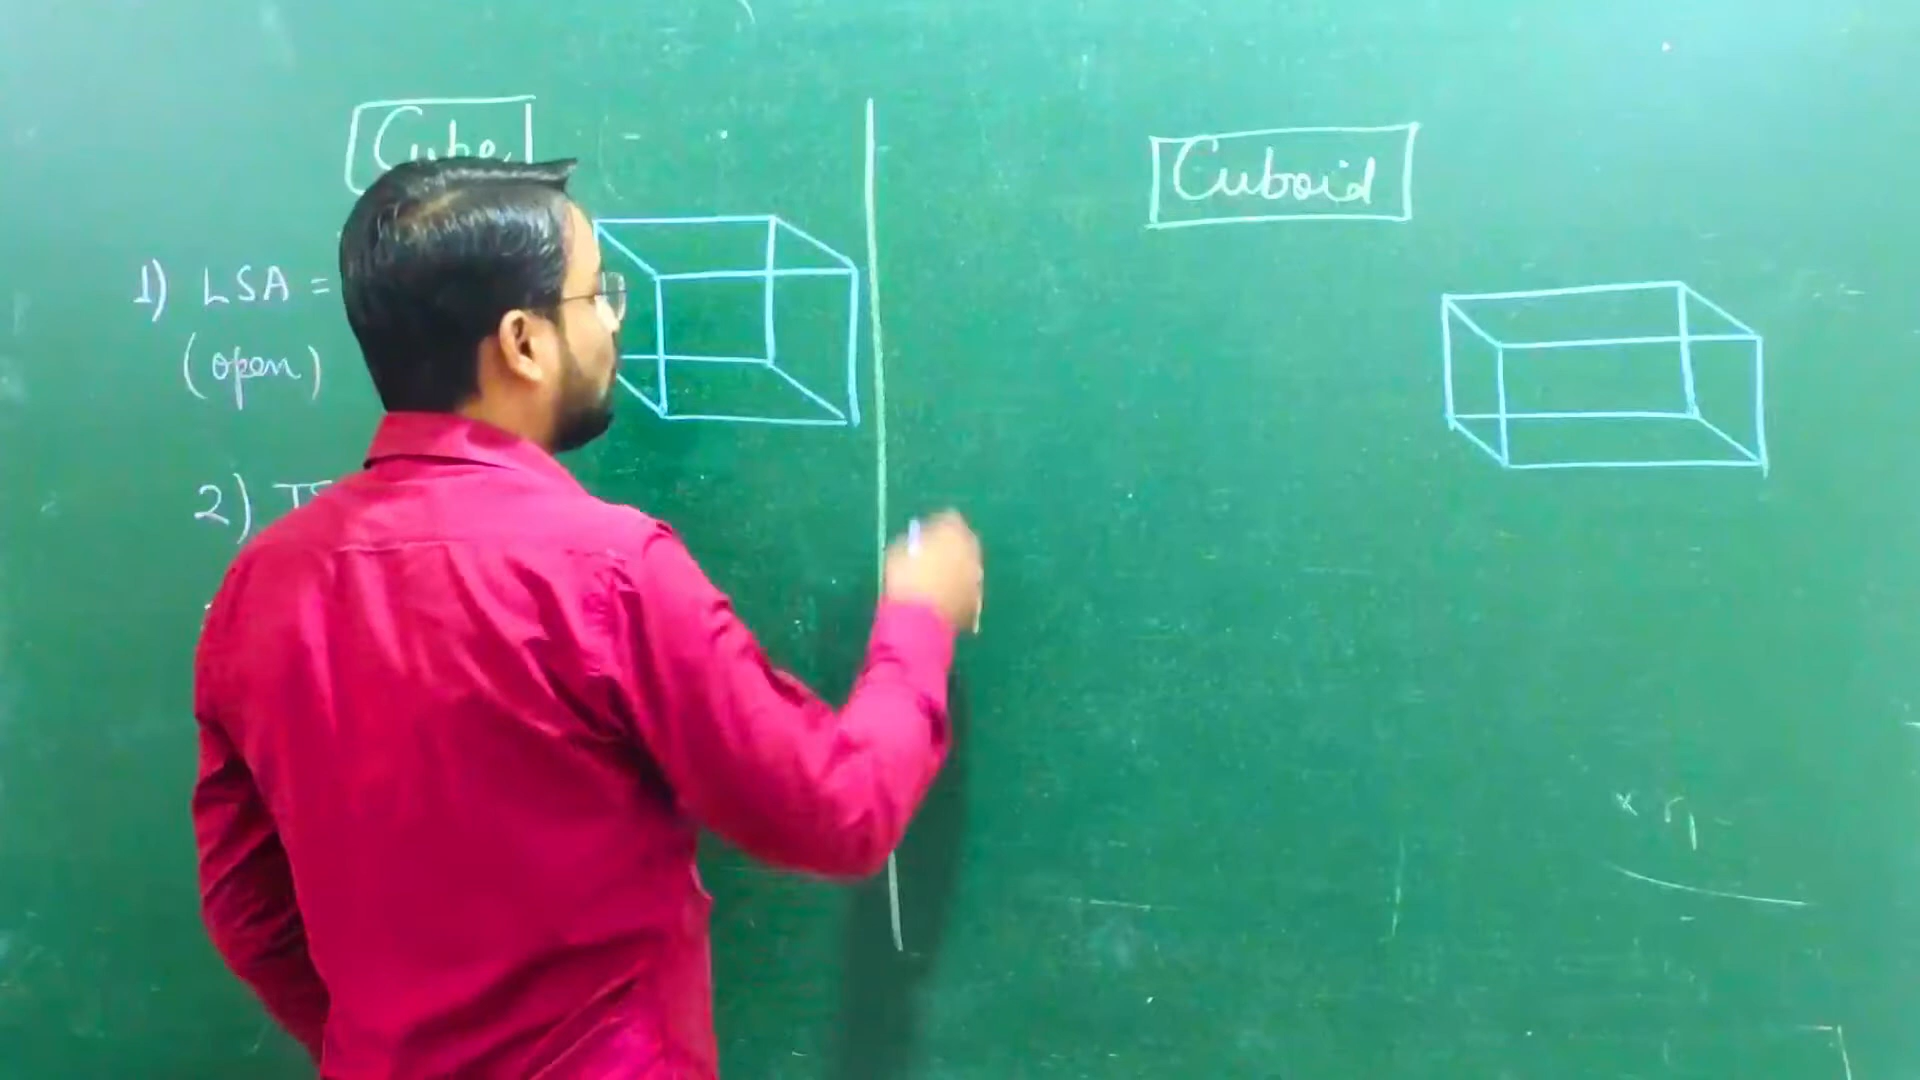 Cube
Cuboid
1) LSA =
(open)
2)